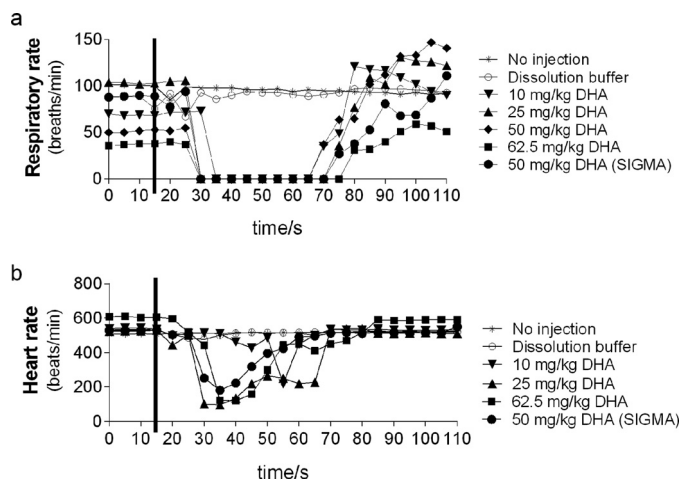 a
Respiratory rate
(breaths/min)
150
100
50
0
0 10 20 30 40 50 60 70 80 90 100 110
time/s
No injection
Dissolution buffer
10 mg/kg DHA
25 mg/kg DHA
50 mg/kg DHA
62.5 mg/kg DHA
50 mg/kg DHA (SIGMA)
b
Heart rate
(beats/min)
800
600
400
200
0
0 10 20 30 40 50 60 70 80 90 100 110
time/s
No injection
Dissolution buffer
10 mg/kg DHA
25 mg/kg DHA
62.5 mg/kg DHA
50 mg/kg DHA (SIGMA)